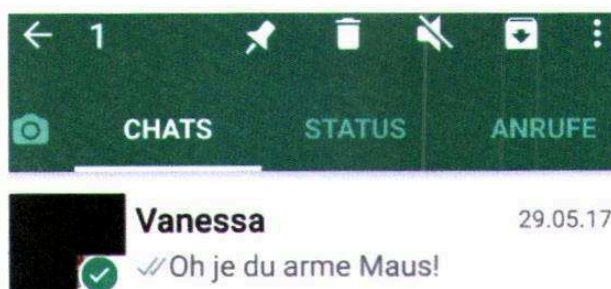 1
CHATS STATUS ANRUFE
Vanessa 29.05.17
Oh je du arme Maus!